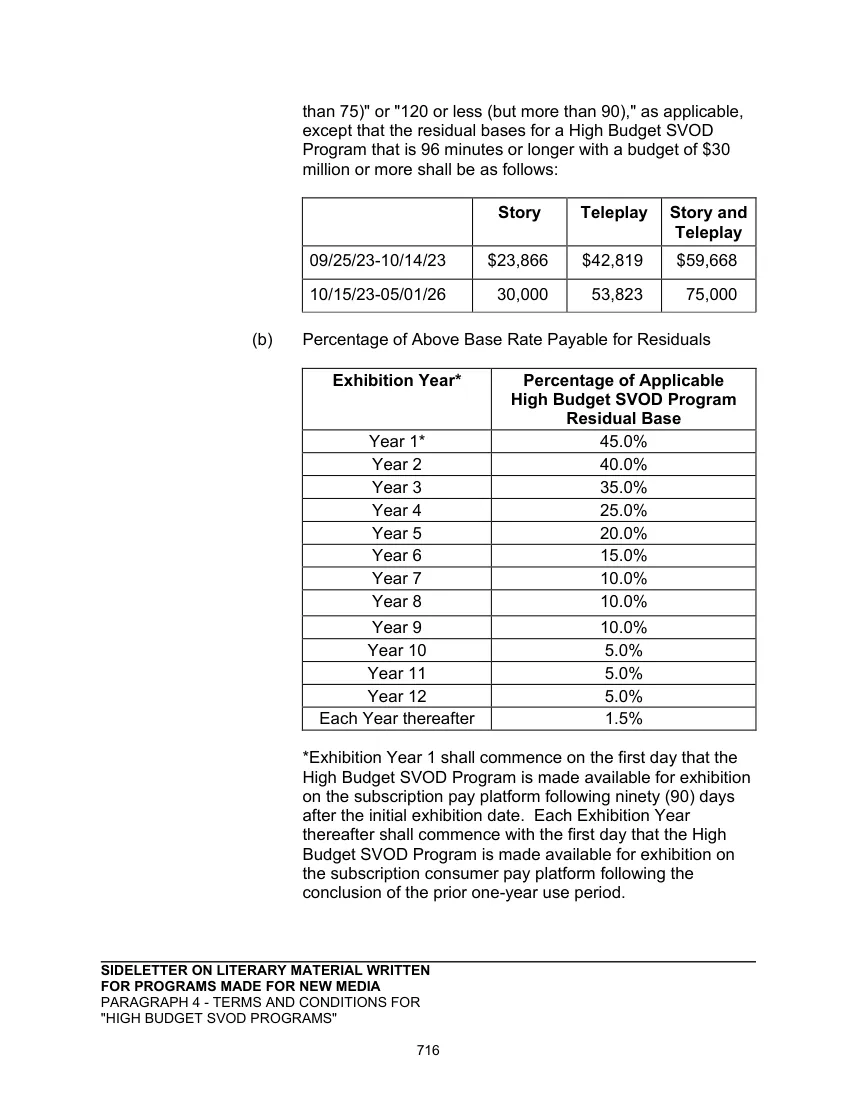 than 75)" or "120 or less (but more than 90)," as applicable,
except that the residual bases for a High Budget SVOD
Program that is 96 minutes or longer with a budget of $30
million or more shall be as follows:
Story Teleplay Story and
Teleplay
09/25/23-10/14/23 $23,866 $42,819 $59,668
10/15/23-05/01/26 30,000 53,823 75,000
(b) Percentage of Above Base Rate Payable for Residuals
Exhibition Year* Percentage of Applicable
High Budget SVOD Program
Residual Base
Year 1* 45.0%
Year 2 40.0%
Year 3 35.0%
Year 4 25.0%
Year 5 20.0%
Year 6 15.0%
Year 7 10.0%
Year 8 10.0%
Year 9 10.0%
Year 10 5.0%
Year 11 5.0%
Year 12 5.0%
Each Year thereafter 1.5%
*Exhibition Year 1 shall commence on the first day that the
High Budget SVOD Program is made available for exhibition
on the subscription pay platform following ninety (90) days
after the initial exhibition date.  Each Exhibition Year
thereafter shall commence with the first day that the High
Budget SVOD Program is made available for exhibition on
the subscription consumer pay platform following the
conclusion of the prior one-year use period.
SIDELETTER ON LITERARY MATERIAL WRITTEN
FOR PROGRAMS MADE FOR NEW MEDIA
PARAGRAPH 4 - TERMS AND CONDITIONS FOR
"HIGH BUDGET SVOD PROGRAMS"
716